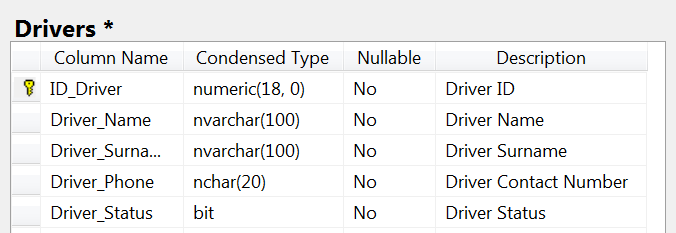 Drivers *
Column Name Condensed Type Nullable Description
ID_Driver numeric(18, 0) No Driver ID
Driver_Name nvarchar(100) No Driver Name
Driver_Surna... nvarchar(100) No Driver Surname
Driver_Phone nchar(20) No Driver Contact Number
Driver_Status bit No Driver Status